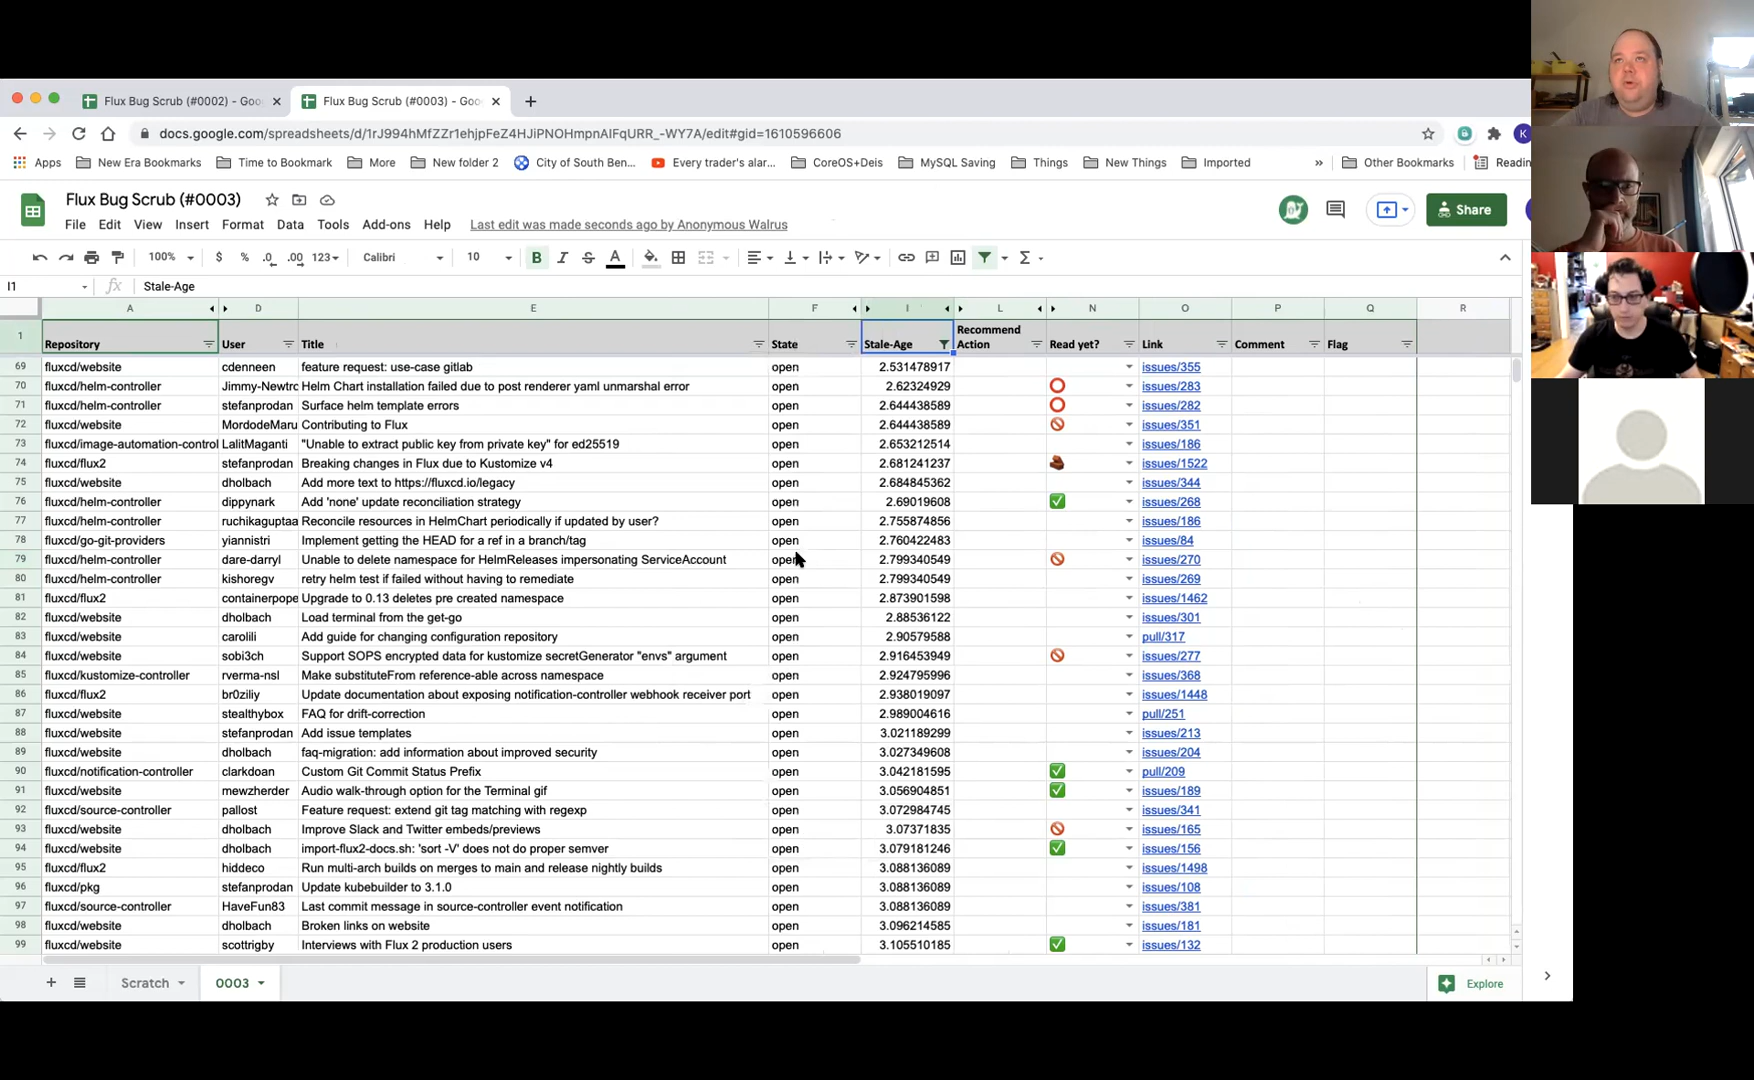 Flux Bug Scrub (#0002) - Goo
Flux Bug Scrub (#0003) - Goo
docs.google.com/spreadsheets/d/1rJ994hMfZZr1ehjpFeZ4HJiPNOHmpnAIFqURR_-WY7A/edit#gid=1610596606
K
Apps New Era Bookmarks Time to Bookmark More New folder 2 City of South Ben... Every trader's alar... CoreOS+Deis MySQL Saving Things New Things Imported » Other Bookmarks Readin
Flux Bug Scrub (#0003)
Share
File Edit View Insert Format Data Tools Add-ons Help Last edit was made seconds ago by Anonymous Walrus
100% $ % .0 .00 123 Calibri 10 B I S A Σ
I1 fx Stale-Age
A D E F I L N O P Q R
1 Repository User Title State Stale-Age Recommend Action Read yet? Link Comment Flag
69 fluxcd/website cdenneen feature request: use-case gitlab open 2.531478917 issues/355
70 fluxcd/helm-controller Jimmy-Newtro Helm Chart installation failed due to post renderer yaml unmarshal error open 2.62324929 ⭕ issues/283
71 fluxcd/helm-controller stefanprodan Surface helm template errors open 2.644438589 ⭕ issues/282
72 fluxcd/website MordodeMaru Contributing to Flux open 2.644438589 🚫 issues/351
73 fluxcd/image-automation-control LalitMaganti "Unable to extract public key from private key" for ed25519 open 2.653212514 issues/186
74 fluxcd/flux2 stefanprodan Breaking changes in Flux due to Kustomize v4 open 2.681241237 issues/1522
75 fluxcd/website dholbach Add more text to https://fluxcd.io/legacy open 2.684845362 issues/344
76 fluxcd/helm-controller dippynark Add 'none' update reconciliation strategy open 2.69019608 ✅ issues/268
77 fluxcd/helm-controller ruchikaguptaa Reconcile resources in HelmChart periodically if updated by user? open 2.755874856 issues/186
78 fluxcd/go-git-providers yiannistri Implement getting the HEAD for a ref in a branch/tag open 2.760422483 issues/84
79 fluxcd/helm-controller dare-darryl Unable to delete namespace for HelmReleases impersonating ServiceAccount open 2.799340549 🚫 issues/270
80 fluxcd/helm-controller kishoregv retry helm test if failed without having to remediate open 2.799340549 issues/269
81 fluxcd/flux2 containerpope Upgrade to 0.13 deletes pre created namespace open 2.873901598 issues/1462
82 fluxcd/website dholbach Load terminal from the get-go open 2.88536122 issues/301
83 fluxcd/website carolili Add guide for changing configuration repository open 2.90579588 pull/317
84 fluxcd/website sobi3ch Support SOPS encrypted data for kustomize secretGenerator "envs" argument open 2.916453949 🚫 issues/277
85 fluxcd/kustomize-controller rverma-nsl Make substituteFrom reference-able across namespace open 2.924795996 issues/368
86 fluxcd/flux2 br0ziliy Update documentation about exposing notification-controller webhook receiver port open 2.938019097 issues/1448
87 fluxcd/website stealthybox FAQ for drift-correction open 2.989004616 pull/251
88 fluxcd/website stefanprodan Add issue templates open 3.021189299 issues/213
89 fluxcd/website dholbach faq-migration: add information about improved security open 3.027349608 issues/204
90 fluxcd/notification-controller clarkdoan Custom Git Commit Status Prefix open 3.042181595 ✅ pull/209
91 fluxcd/website mewzherder Audio walk-through option for the Terminal gif open 3.056904851 ✅ issues/189
92 fluxcd/source-controller pallost Feature request: extend git tag matching with regexp open 3.072984745 issues/341
93 fluxcd/website dholbach Improve Slack and Twitter embeds/previews open 3.07371835 🚫 issues/165
94 fluxcd/website dholbach import-flux2-docs.sh: 'sort -V' does not do proper semver open 3.079181246 ✅ issues/156
95 fluxcd/flux2 hiddeco Run multi-arch builds on merges to main and release nightly builds open 3.088136089 issues/1498
96 fluxcd/pkg stefanprodan Update kubebuilder to 3.1.0 open 3.088136089 issues/108
97 fluxcd/source-controller HaveFun83 Last commit message in source-controller event notification open 3.088136089 issues/381
98 fluxcd/website dholbach Broken links on website open 3.096214585 issues/181
99 fluxcd/website scottrigby Interviews with Flux 2 production users open 3.105510185 ✅ issues/132
Scratch 0003 Explore